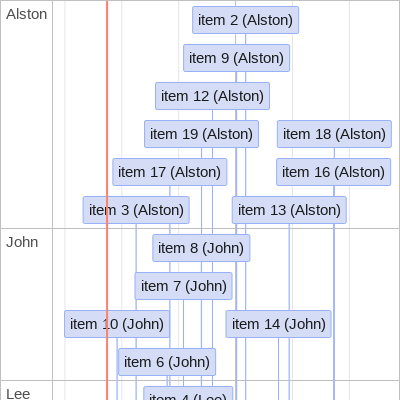 Alston
item 2 (Alston)
item 9 (Alston)
item 12 (Alston)
item 19 (Alston) item 18 (Alston)
item 17 (Alston) item 16 (Alston)
item 3 (Alston) item 13 (Alston)
John
item 8 (John)
item 7 (John)
item 10 (John) item 14 (John)
item 6 (John)
Lee
item 4 (Lee)